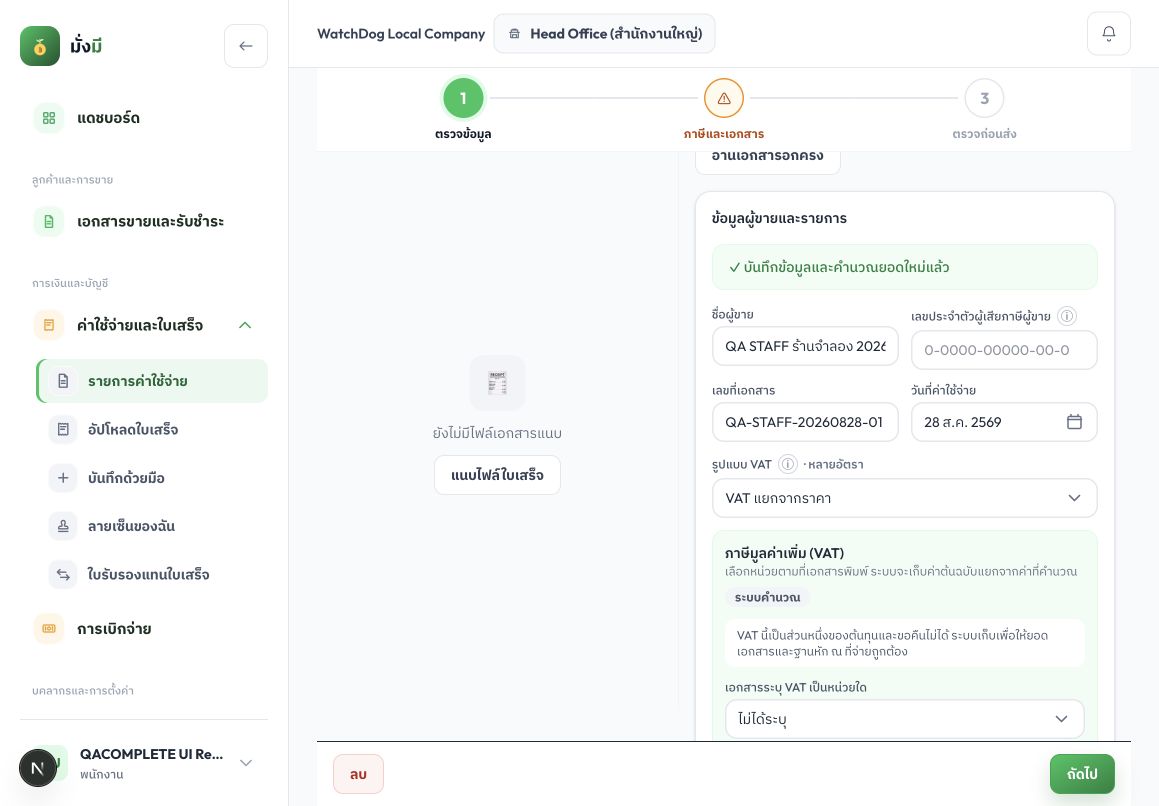 มั่งมี
แดชบอร์ด
ลูกค้าและการขาย
เอกสารขายและรับชำระ
การเงินและบัญชี
ค่าใช้จ่ายและใบเสร็จ
รายการค่าใช้จ่าย
อัปโหลดใบเสร็จ
บันทึกด้วยมือ
ลายเซ็นของฉัน
ใบรับรองแทนใบเสร็จ
การเบิกจ่าย
บุคลากรและการตั้งค่า
N
QACOMPLETE UI Re...
พนักงาน
WatchDog Local Company
Head Office (สำนักงานใหญ่)
1
ตรวจข้อมูล
ภาษีและเอกสาร
3
ตรวจก่อนส่ง
RECEIPT
ยังไม่มีไฟล์เอกสารแนบ
แนบไฟล์ใบเสร็จ
อ่านเอกสารอีกครั้ง
ข้อมูลผู้ขายและรายการ
✓ บันทึกข้อมูลและคำนวณยอดใหม่แล้ว
ชื่อผู้ขาย
QA STAFF ร้านจำลอง 2026
เลขประจำตัวผู้เสียภาษีผู้ขาย
0-0000-00000-00-0
เลขที่เอกสาร
QA-STAFF-20260828-01
วันที่ค่าใช้จ่าย
28 ส.ค. 2569
รูปแบบ VAT · หลายอัตรา
VAT แยกจากราคา
ภาษีมูลค่าเพิ่ม (VAT)
เลือกหน่วยตามที่เอกสารพิมพ์ ระบบจะเก็บค่าต้นฉบับแยกจากค่าที่คำนวณ
ระบบคำนวณ
VAT นี้เป็นส่วนหนึ่งของต้นทุนและขอคืนไม่ได้ ระบบเก็บเพื่อให้ยอด
เอกสารและฐานหัก ณ ที่จ่ายถูกต้อง
เอกสารระบุ VAT เป็นหน่วยใด
ไม่ได้ระบุ
ลบ
ถัดไป